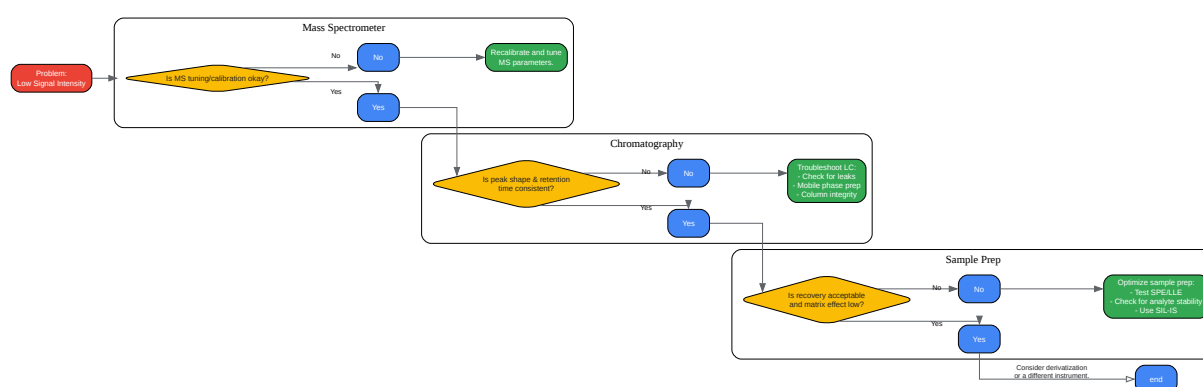 Mass Spectrometer
Problem:
Low Signal Intensity
Is MS tuning/calibration okay?
No
No
Recalibrate and tune
MS parameters.
Yes
Yes
Chromatography
Is peak shape & retention
time consistent?
No
No
Troubleshoot LC:
- Check for leaks
- Mobile phase prep
- Column integrity
Yes
Yes
Sample Prep
Is recovery acceptable
and matrix effect low?
No
No
Optimize sample prep:
- Test SPE/LLE
- Check for analyte stability
- Use SIL-IS
Yes
Yes
Consider derivatization
or a different instrument.
end